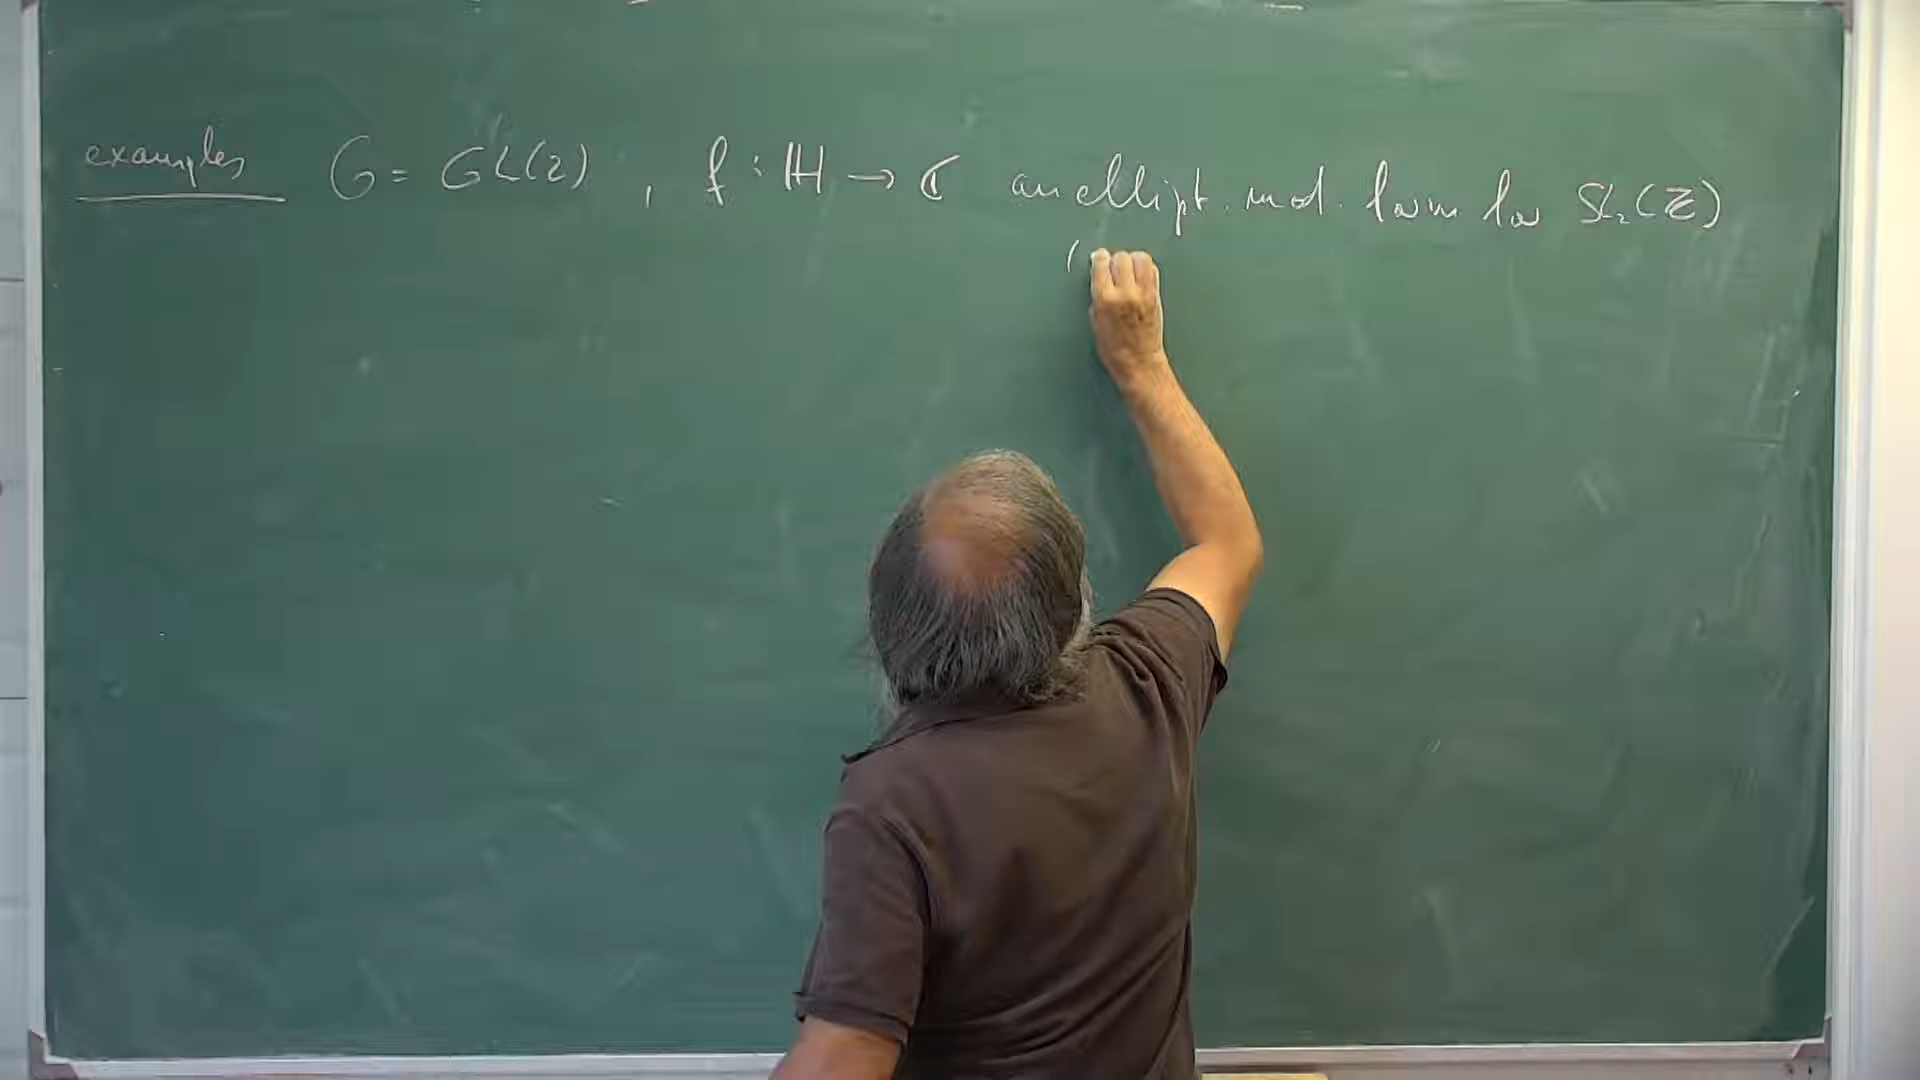 examples G = GL(2) , f : ℍ → ℂ an ellipt. mod. form for SL₂(ℤ)
(